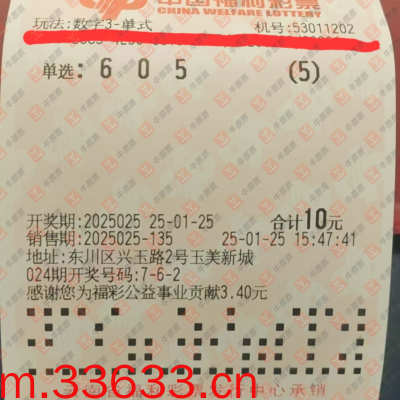 中国福利彩票
CHINA WELFARE LOTTERY
玩法:数字3-单式 机号:53011202
单选:6 0 5 (5)
开奖期:2025025 25-01-25 合计10元
销售期:2025025-135 25-01-25 15:47:41
地址:东川区兴玉路2号玉美新城
024期开奖号码:7-6-2
感谢您为福彩公益事业贡献3.40元
m.33633.cn